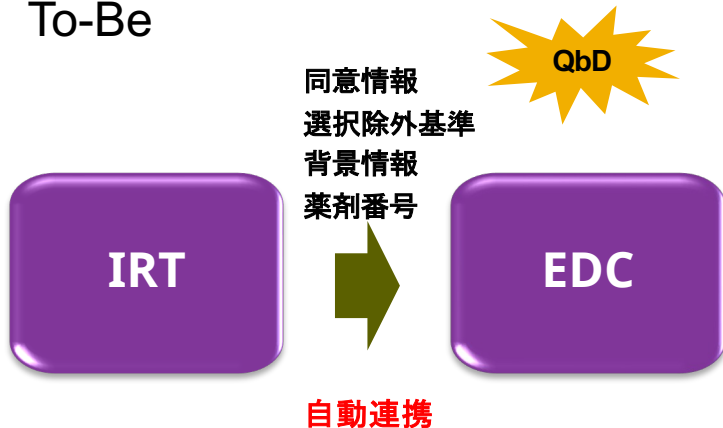 To-Be
QbD
同意情報
選択除外基準
背景情報
薬剤番号
IRT
EDC
自動連携